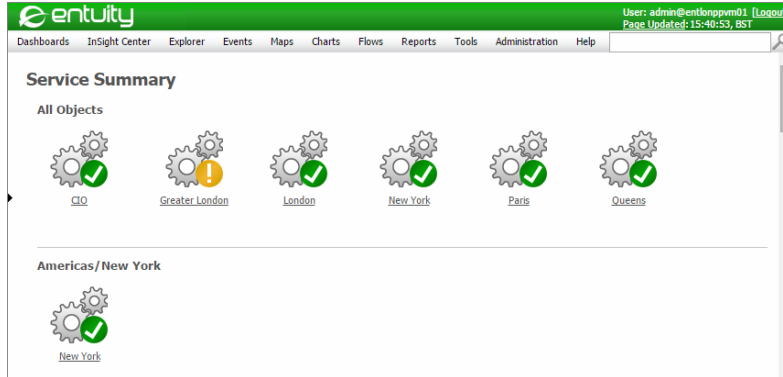 entuity
User: admin@entlonppvm01 [Logout
Page Updated: 15:40:53, BST
Dashboards InSight Center Explorer Events Maps Charts Flows Reports Tools Administration Help
Service Summary
All Objects
CIO Greater London London New York Paris Queens
Americas/New York
New York